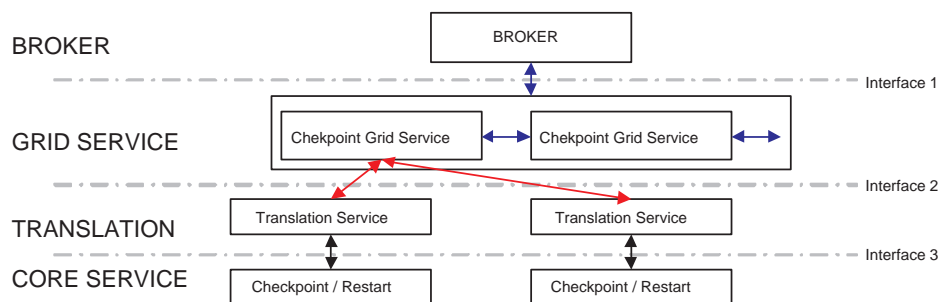 BROKER
BROKER
Interface 1
GRID SERVICE
Chekpoint Grid Service
Chekpoint Grid Service
Interface 2
TRANSLATION
Translation Service
Translation Service
Interface 3
CORE SERVICE
Checkpoint / Restart
Checkpoint / Restart